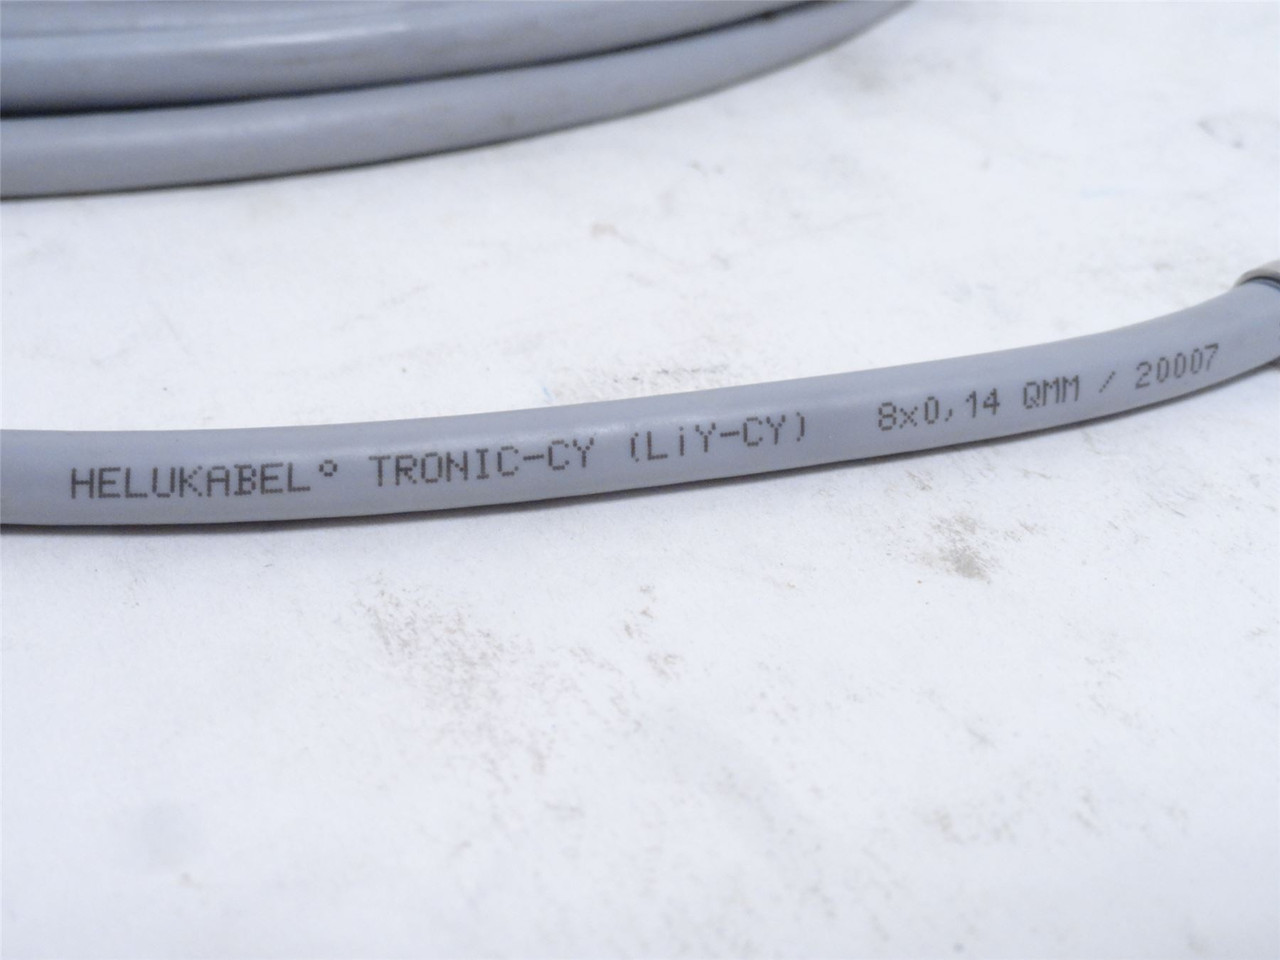 HELUKABEL® TRONIC-CY (LiY-CY) 8x0,14 QMM / 20007